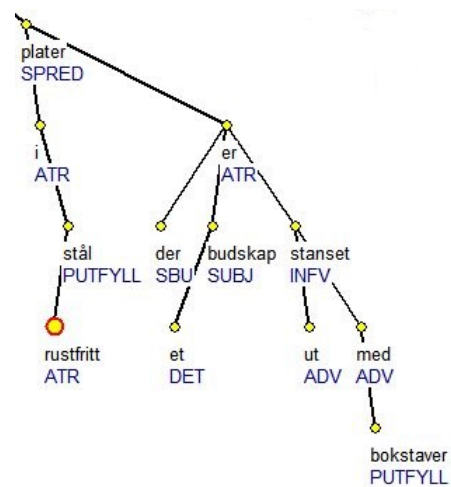 plater
SPRED
i er
ATR ATR
stål der budskap stanset
PUTFYLL SBU SUBJ INFV
rustfritt et ut med
ATR DET ADV ADV
bokstaver
PUTFYLL